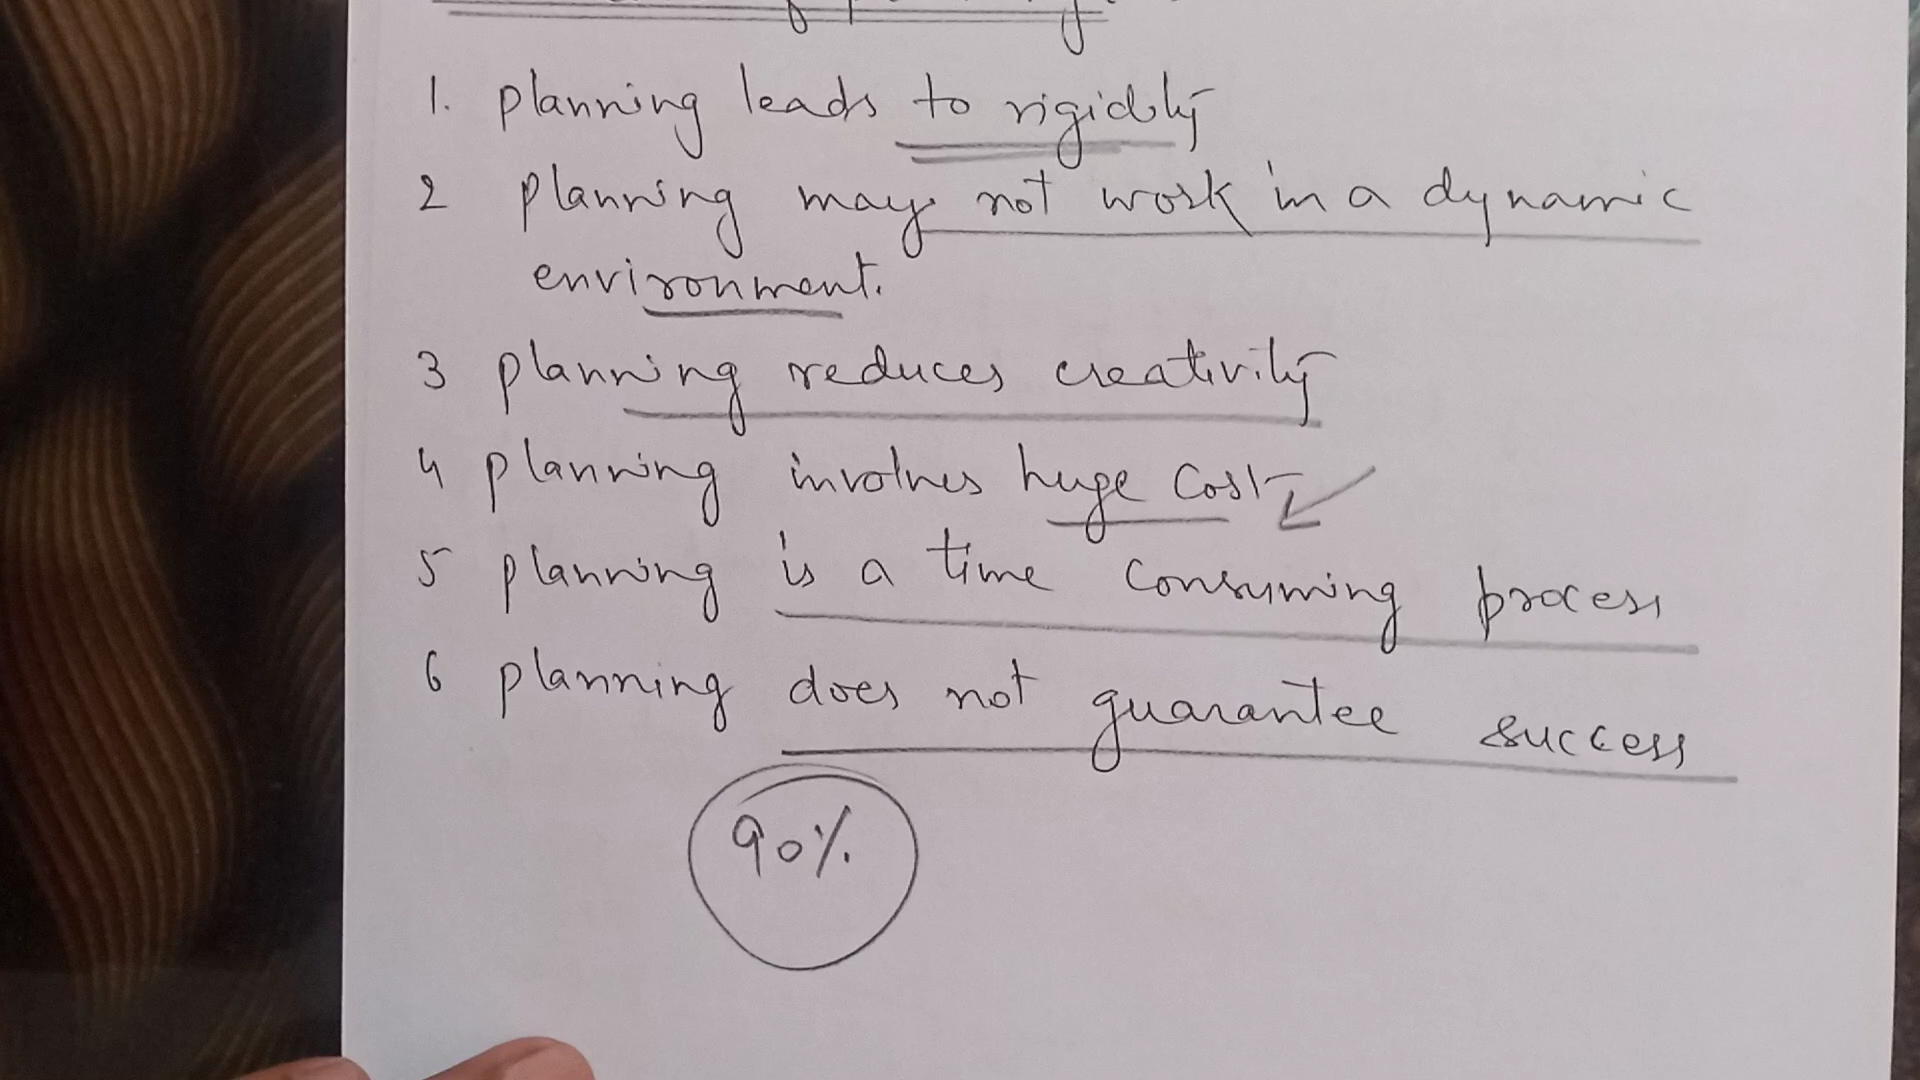 1. planning leads to rigidity
2 planning may not work in a dynamic
environment.
3 planning reduces creativity
4 planning involves huge cost
5 planning is a time consuming process
6 planning does not guarantee success
90%